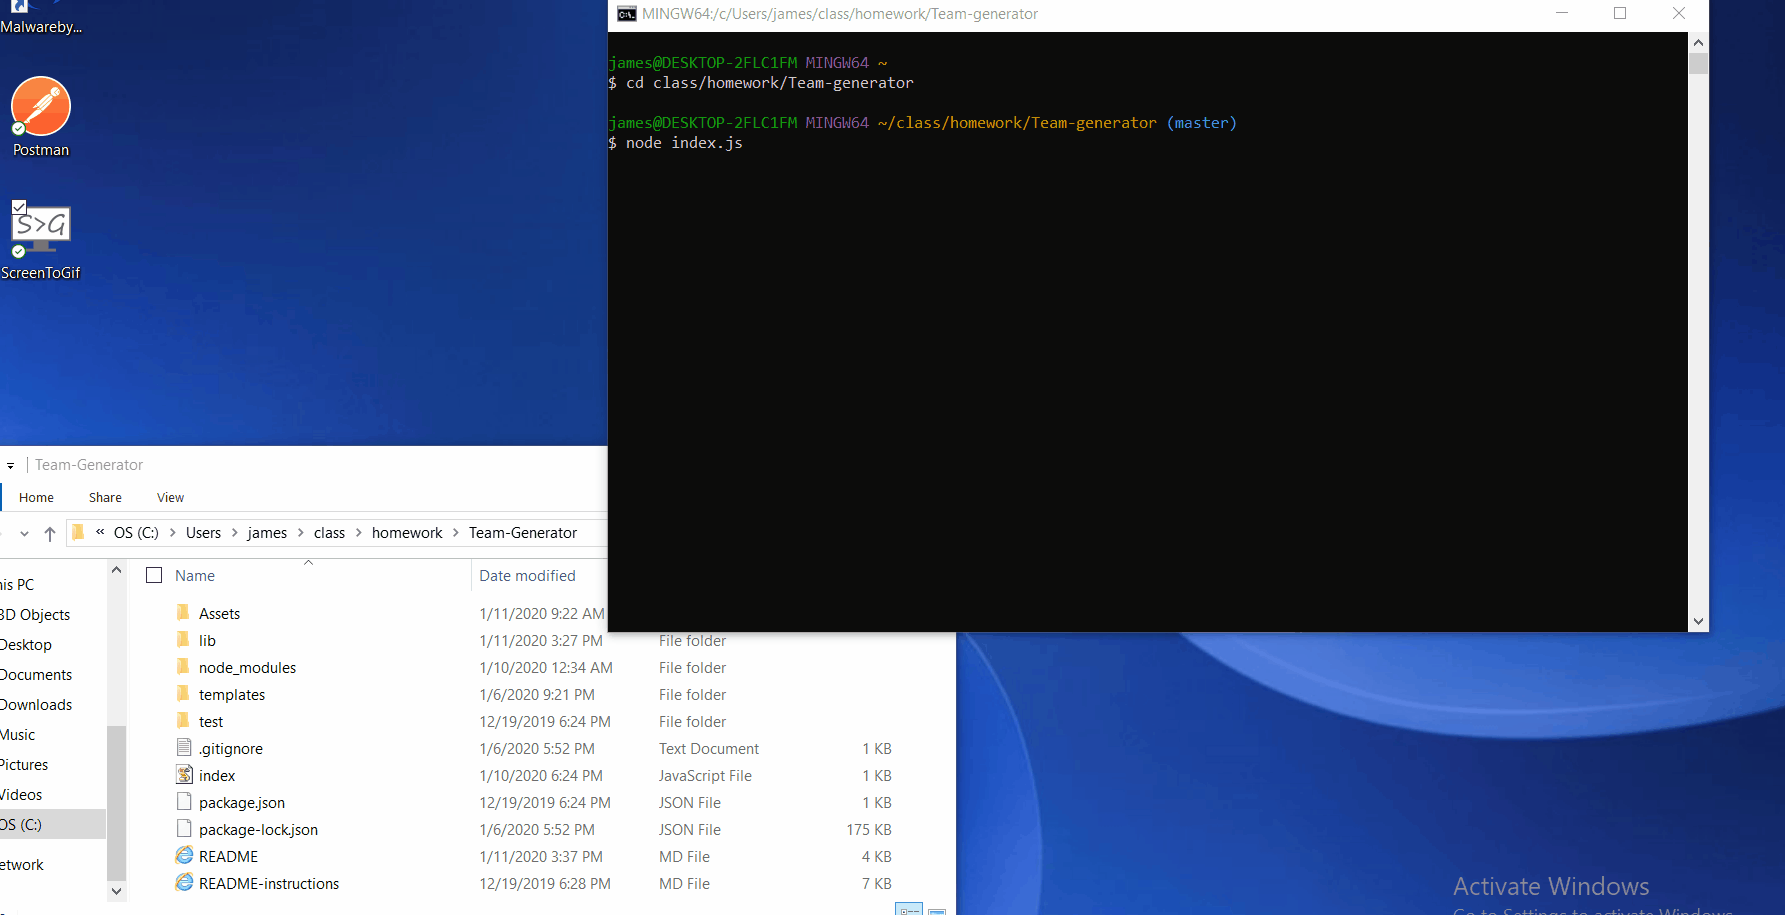 Malwareby...
Postman
S>G
ScreenToGif
MINGW64:/c/Users/james/class/homework/Team-generator
james@DESKTOP-2FLC1FM MINGW64 ~
$ cd class/homework/Team-generator
james@DESKTOP-2FLC1FM MINGW64 ~/class/homework/Team-generator (master)
$ node index.js
Team-Generator
Home Share View
« OS (C:) > Users > james > class > homework > Team-Generator
his PC
3D Objects
Desktop
Documents
Downloads
Music
Pictures
Videos
OS (C:)
etwork
Name Date modified
Assets 1/11/2020 9:22 AM
lib 1/11/2020 3:27 PM File folder
node_modules 1/10/2020 12:34 AM File folder
templates 1/6/2020 9:21 PM File folder
test 12/19/2019 6:24 PM File folder
.gitignore 1/6/2020 5:52 PM Text Document 1 KB
index 1/10/2020 6:24 PM JavaScript File 1 KB
package.json 12/19/2019 6:24 PM JSON File 1 KB
package-lock.json 1/6/2020 5:52 PM JSON File 175 KB
README 1/11/2020 3:37 PM MD File 4 KB
README-instructions 12/19/2019 6:28 PM MD File 7 KB
Activate Windows
Go to Settings to activate Windows.